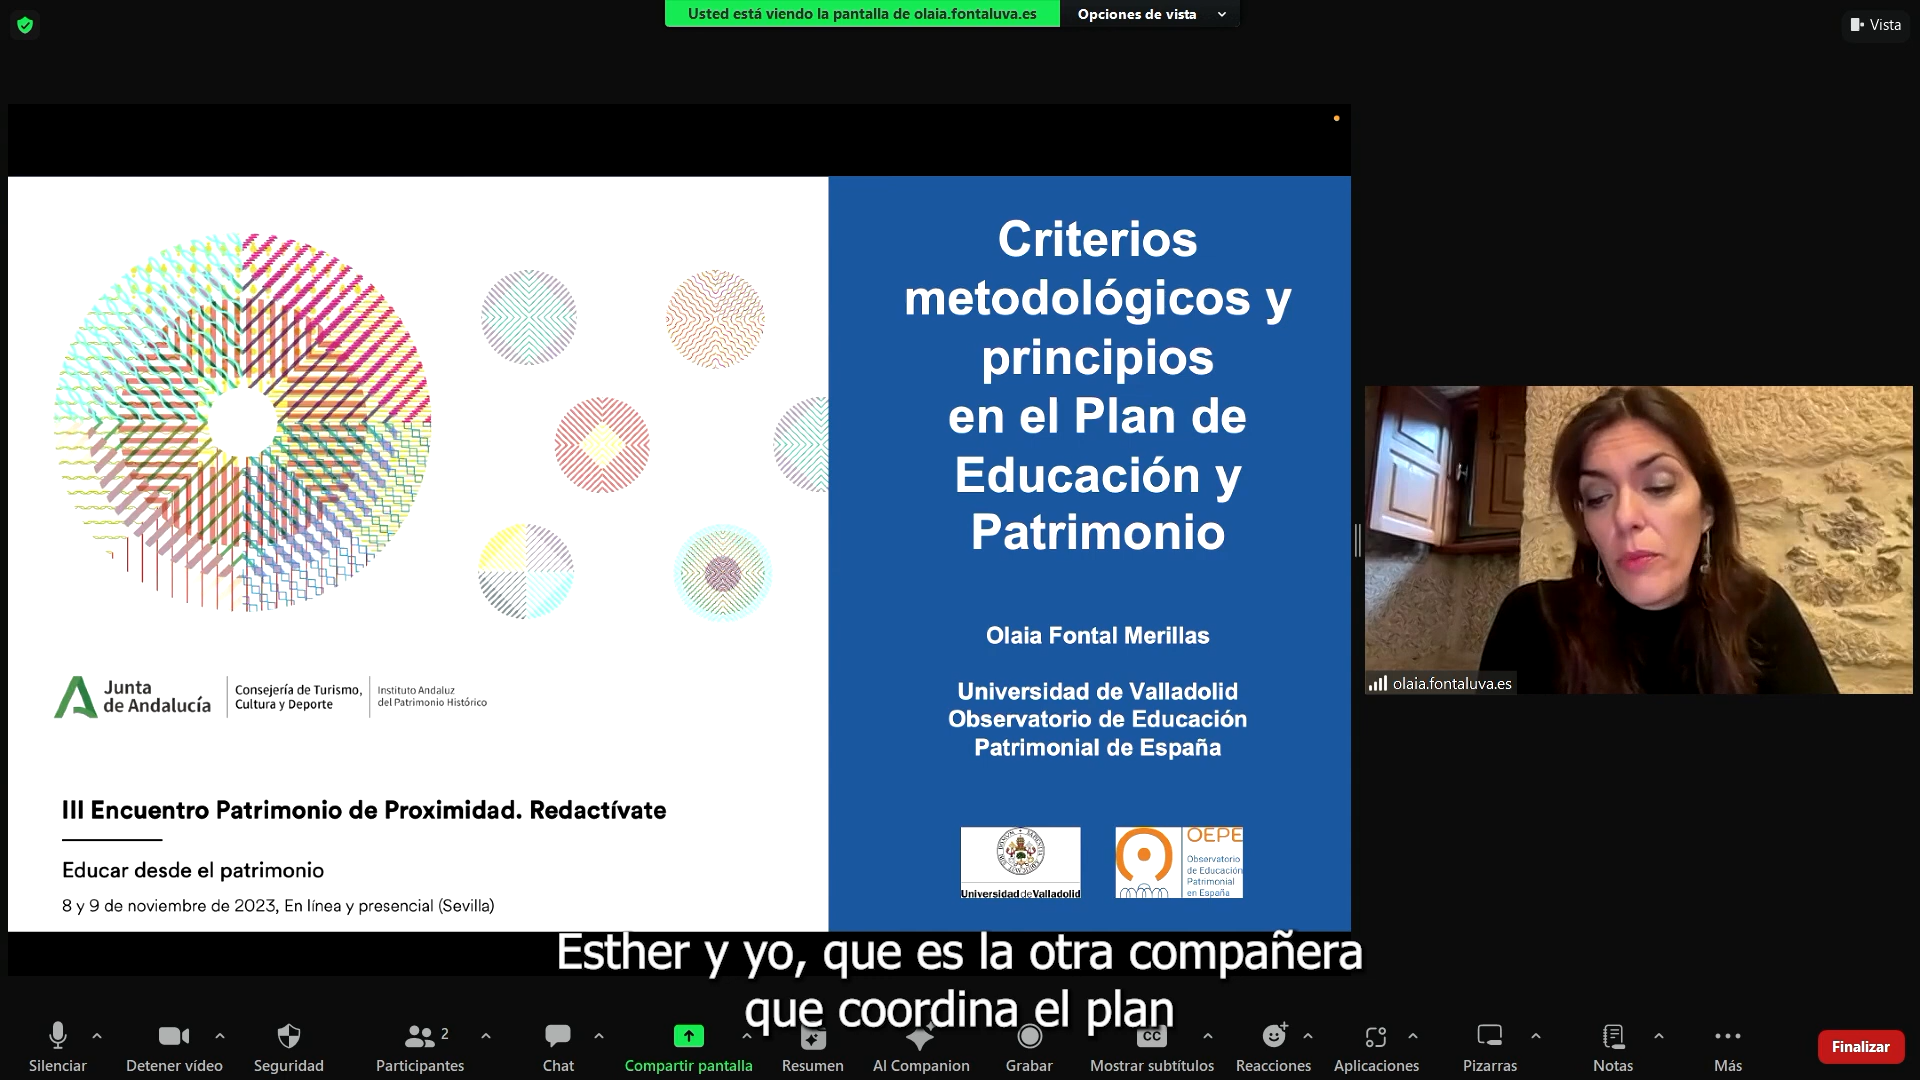 Usted está viendo la pantalla de olaia.fontaluva.es
Opciones de vista
Vista
Criterios
metodológicos y
principios
en el Plan de
Educación y
Patrimonio
Olaia Fontal Merillas
Universidad de Valladolid
Observatorio de Educación
Patrimonial de España
Universidad de Valladolid
OEPE
Observatorio
de Educación
Patrimonial
en España
Junta
de Andalucía
Consejería de Turismo,
Cultura y Deporte
Instituto Andaluz
del Patrimonio Histórico
III Encuentro Patrimonio de Proximidad. Redactívate
Educar desde el patrimonio
8 y 9 de noviembre de 2023, En línea y presencial (Sevilla)
olaia.fontaluva.es
Esther y yo, que es la otra compañera
que coordina el plan
Silenciar
Detener vídeo
Seguridad
Participantes
2
Chat
Compartir pantalla
Resumen
AI Companion
Grabar
CC
Mostrar subtítulos
Reacciones
Aplicaciones
Pizarras
Notas
Más
Finalizar